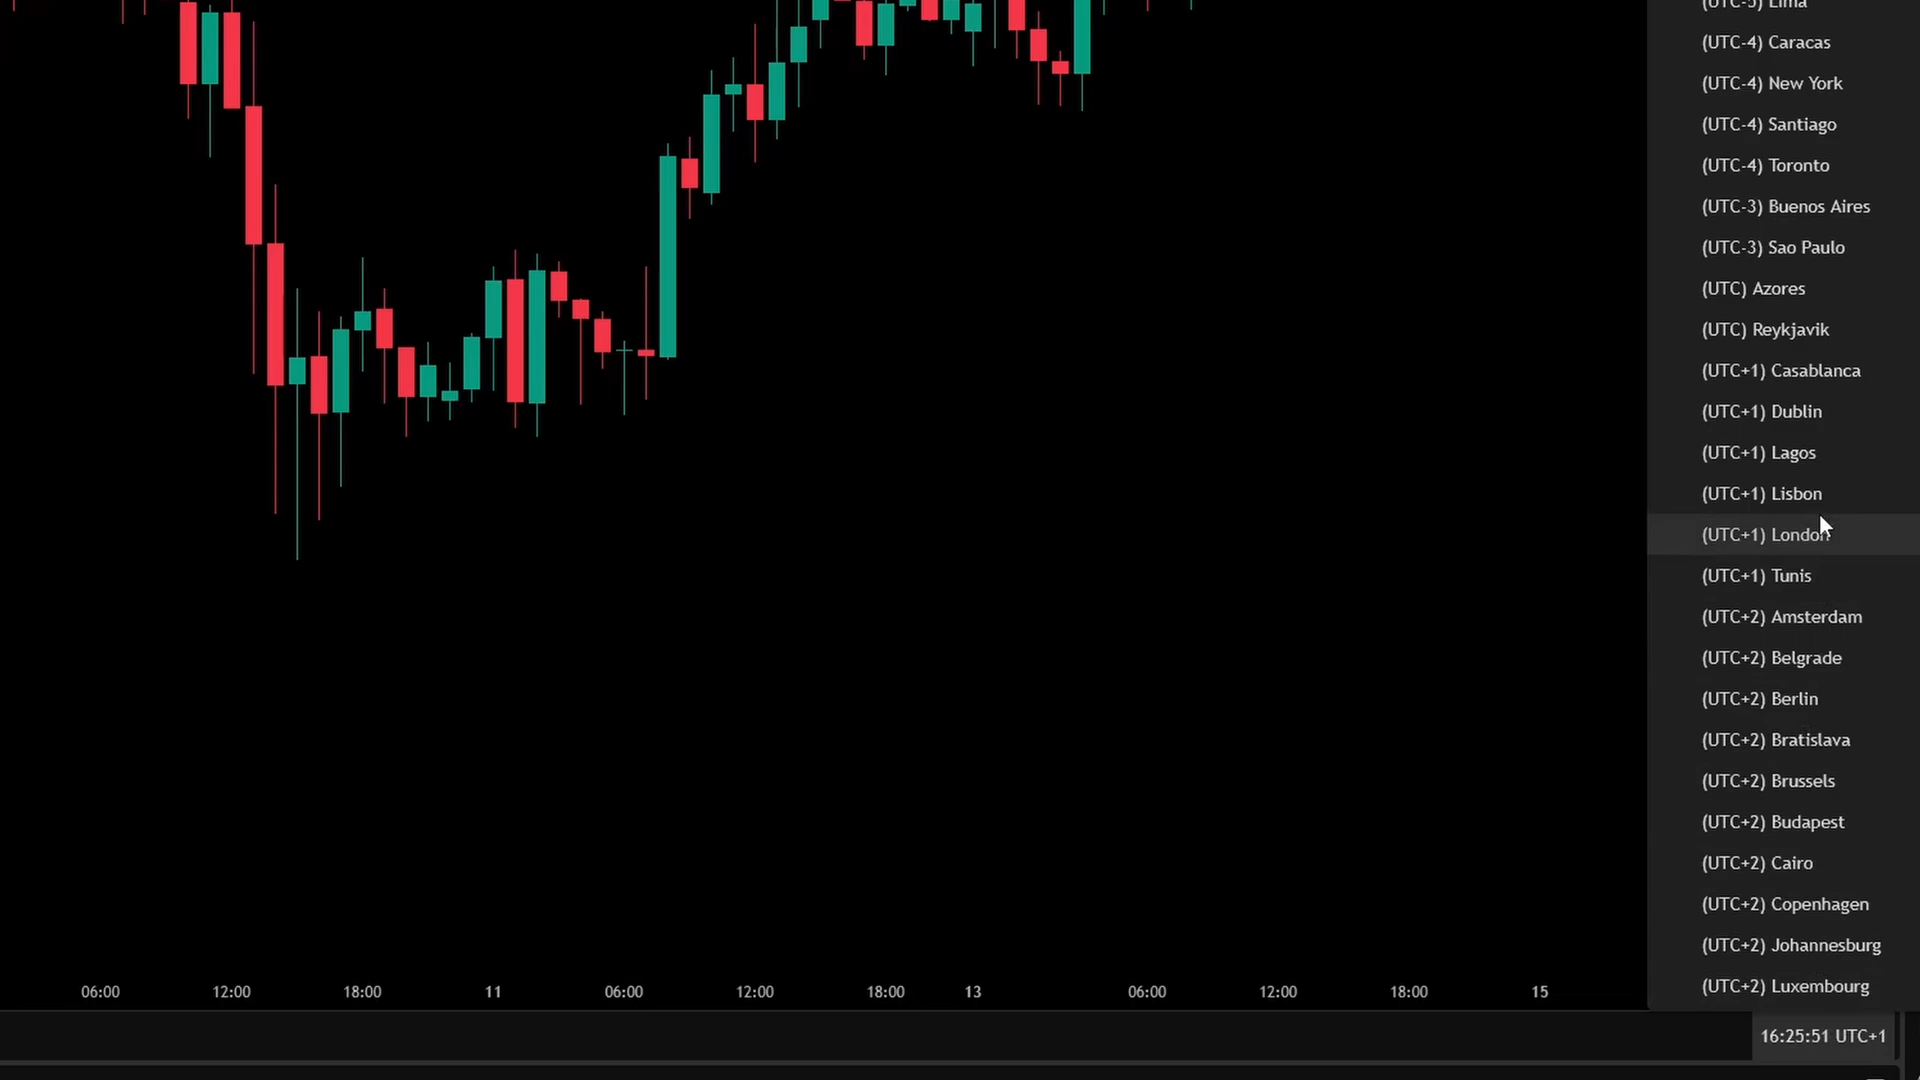 (UTC-5) Lima
(UTC-4) Caracas
(UTC-4) New York
(UTC-4) Santiago
(UTC-4) Toronto
(UTC-3) Buenos Aires
(UTC-3) Sao Paulo
(UTC) Azores
(UTC) Reykjavik
(UTC+1) Casablanca
(UTC+1) Dublin
(UTC+1) Lagos
(UTC+1) Lisbon
(UTC+1) London
(UTC+1) Tunis
(UTC+2) Amsterdam
(UTC+2) Belgrade
(UTC+2) Berlin
(UTC+2) Bratislava
(UTC+2) Brussels
(UTC+2) Budapest
(UTC+2) Cairo
(UTC+2) Copenhagen
(UTC+2) Johannesburg
(UTC+2) Luxembourg
06:00 12:00 18:00 11 06:00 12:00 18:00 13 06:00 12:00 18:00 15
16:25:51 UTC+1